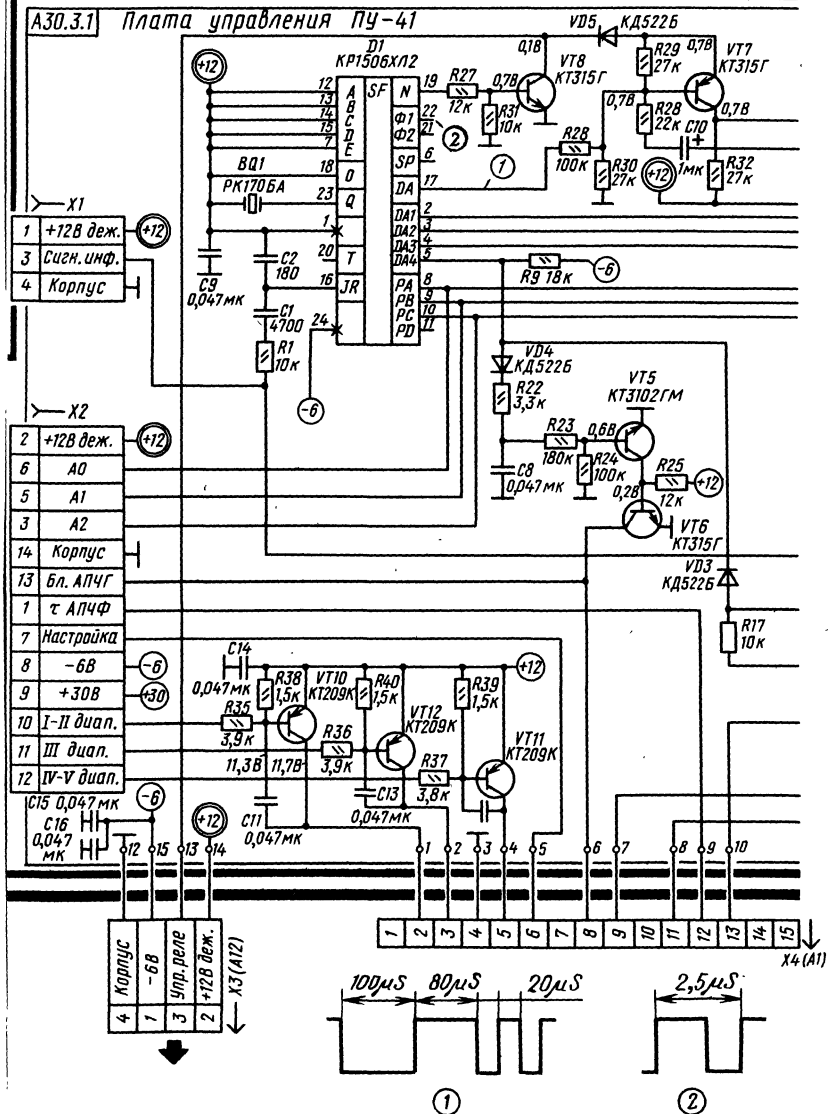 А30.3.1 Плата управления ПУ-41
D1
КР1506ХЛ2
+12
12 A SF N 19
13 B
14 C Ф1 22
15 D Ф2 21
7 E
SP 6
18 O
23 Q DA 17
1
DA1 2
DA2 3
DA3 4
20 T DA4 5
16 JR PA 8
PB 9
PC 10
24 PD 11
BQ1
РК170БА
C9
0,047мк
C2
180
C1
4700
R1
10к
-6
R27
12к
0,7В
R31
10к
0,1В
VT8
КТ315Г
2
1
VD5 КД522Б
R29
27к
0,7В
VT7
КТ315Г
0,7В
R28
100к
R28
22к
C10
+
1мк
R30
27к
+12
R32
27к
R9 18к
-6
X1
1 +12В деж. +12
3 Сигн.инф.
4 Корпус
VD4
КД522Б
R22
3,3к
R23
180к
C8
0,047мк
R24
100к
0,6В
VT5
КТ3102ГМ
R25
12к
+12
0,2В
VT6
КТ315Г
VD3
КД522Б
R17
10к
X2
2 +12В деж. +12
6 А0
5 А1
3 А2
14 Корпус
13 Бл. АПЧГ
1 τ АПЧФ
7 Настройка
8 -6В -6
9 +30В +30
10 I-II диап.
11 III диап.
12 IV-V диап.
C14
0,047мк
R38
1,5к
VT10
КТ209К
R40
1,5к
VT12
КТ209К
R39
1,5к
VT11
КТ209К
+12
R35
3,9к
R36
3,9к
R37
3,8к
11,3В 11,7В
C11
0,047мк
C13
0,047мк
C15 0,047мк
C16
0,047
мк
-6
+12
12 15 13 14
1 2 3 4 5 6 7 8 9 10
4 Корпус
1 -6В
3 Упр.реле
2 +12В деж.
X3(А12)
1 2 3 4 5 6 7 8 9 10 11 12 13 14 15
X4(А1)
100μS 80μS 20μS
2,5μS
1
2